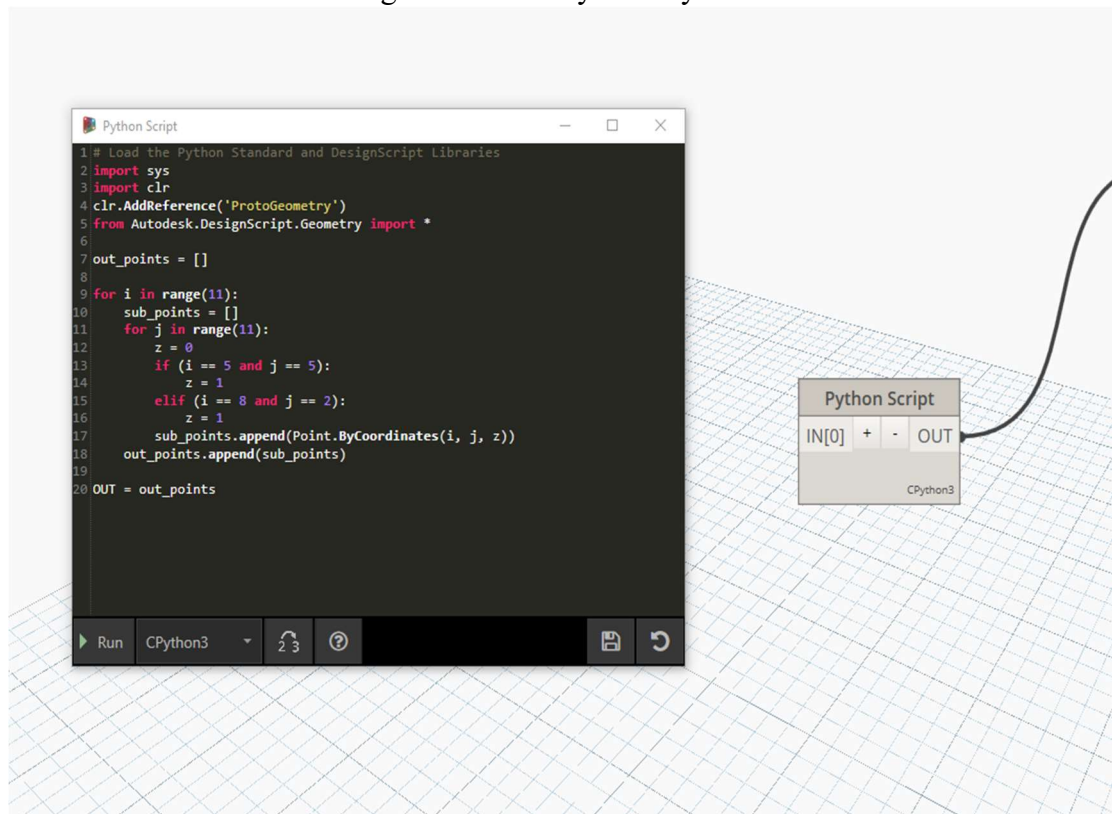 Python Script
1 # Load the Python Standard and DesignScript Libraries
2 import sys
3 import clr
4 clr.AddReference('ProtoGeometry')
5 from Autodesk.DesignScript.Geometry import *
6
7 out_points = []
8
9 for i in range(11):
10     sub_points = []
11     for j in range(11):
12         z = 0
13         if (i == 5 and j == 5):
14             z = 1
15         elif (i == 8 and j == 2):
16             z = 1
17         sub_points.append(Point.ByCoordinates(i, j, z))
18     out_points.append(sub_points)
19
20 OUT = out_points
Run CPython3 2 3 ?
Python Script
IN[0] + - OUT
CPython3